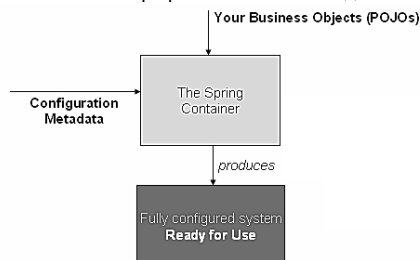 Your Business Objects (POJOs)
Configuration
Metadata
The Spring
Container
produces
Fully configured system
Ready for Use